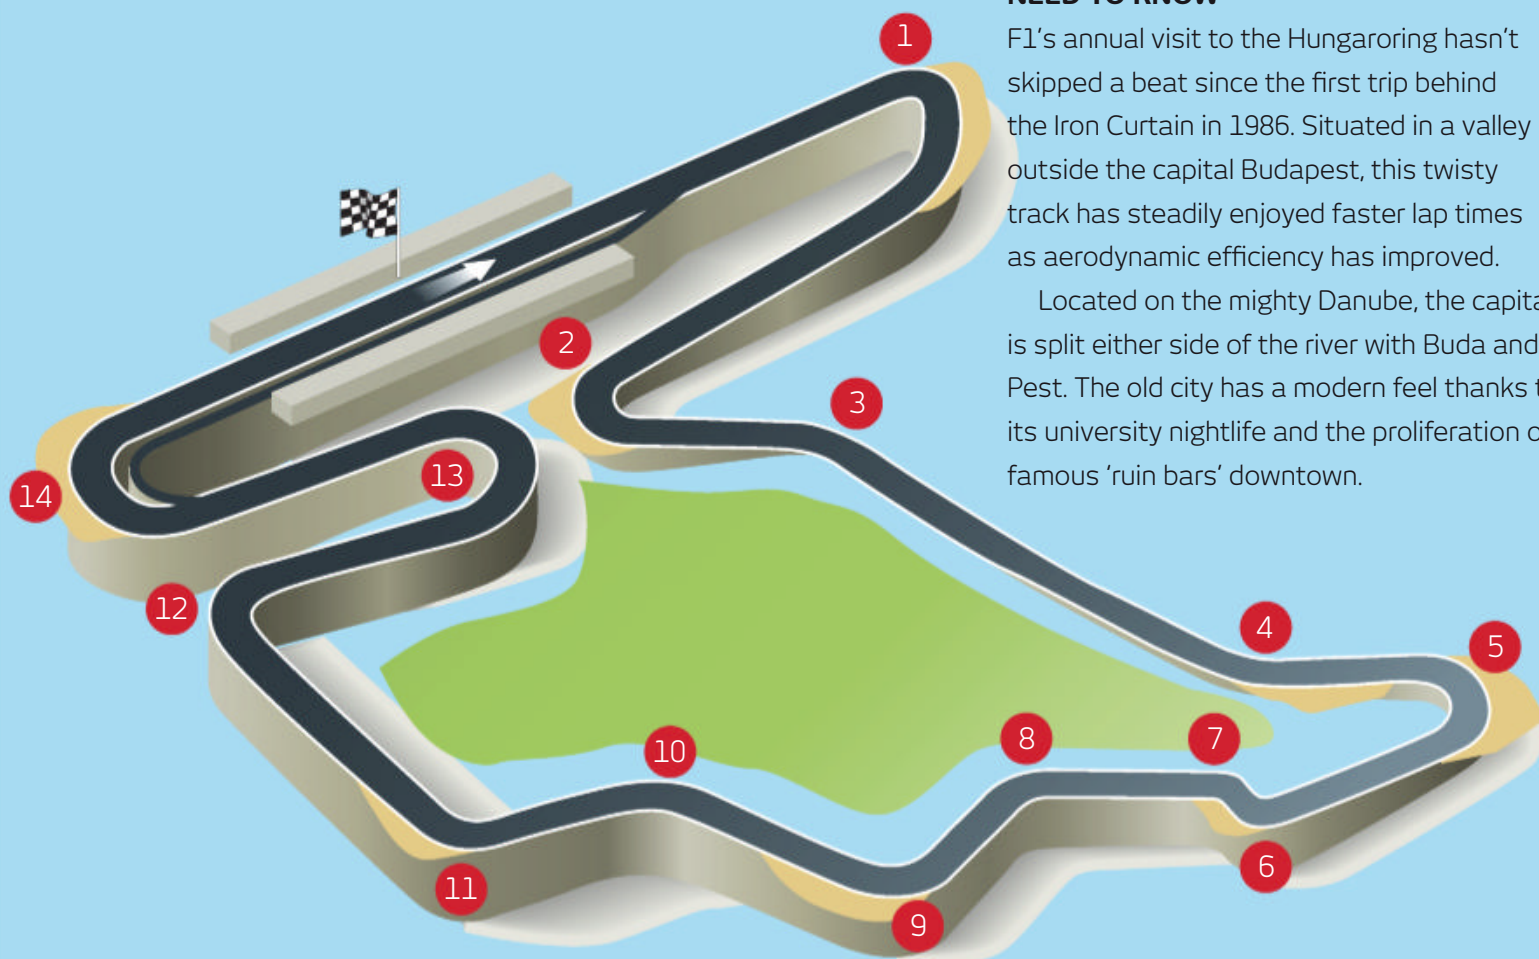 NEED TO KNOW
F1's annual visit to the Hungaroring hasn't
skipped a beat since the first trip behind
the Iron Curtain in 1986. Situated in a valley
outside the capital Budapest, this twisty
track has steadily enjoyed faster lap times
as aerodynamic efficiency has improved.
Located on the mighty Danube, the capita
is split either side of the river with Buda and
Pest. The old city has a modern feel thanks t
its university nightlife and the proliferation o
famous 'ruin bars' downtown.
1
2
3
4
5
6
7
8
9
10
11
12
13
14